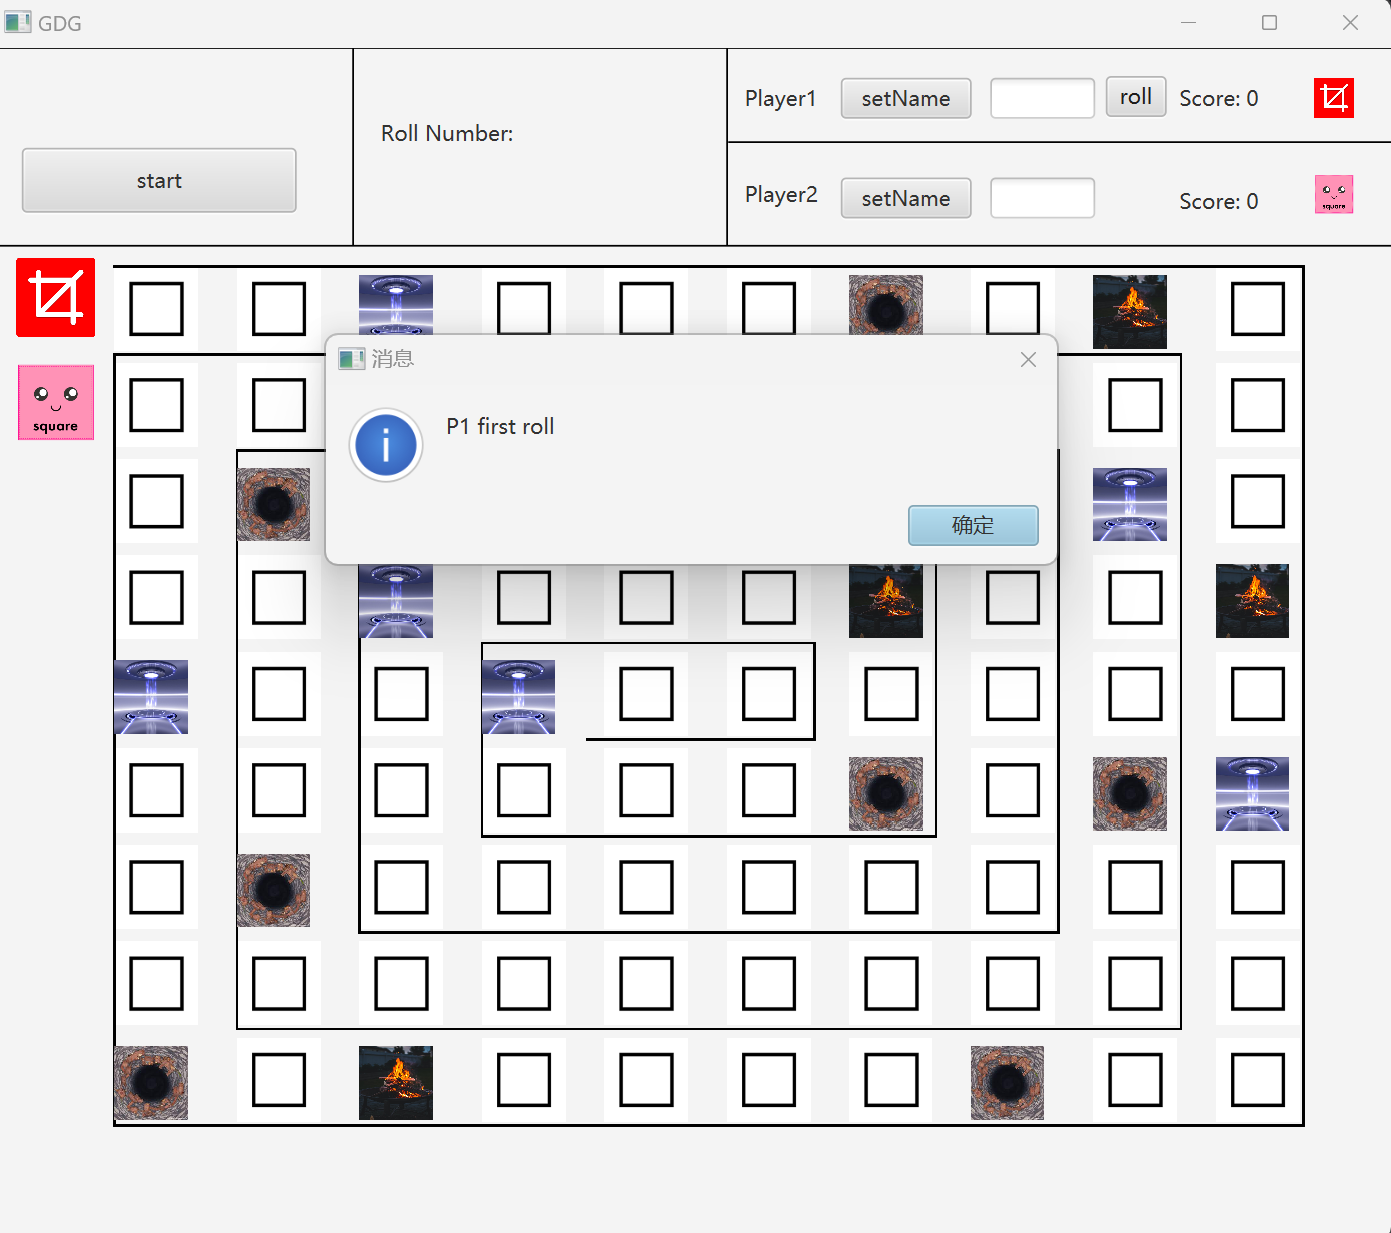 GDG
start
Roll Number:
Player1 setName roll Score: 0
Player2 setName Score: 0
square
square
消息
P1 first roll
确定